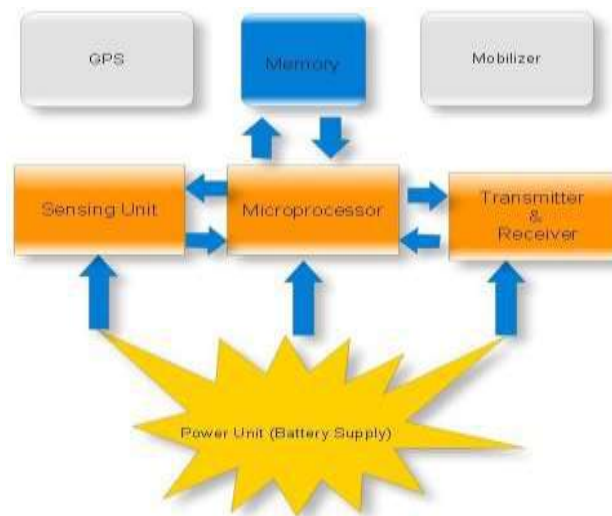 GPS
Memory
Mobilizer
Sensing Unit
Microprocessor
Transmitter
&
Receiver
Power Unit (Battery Supply)